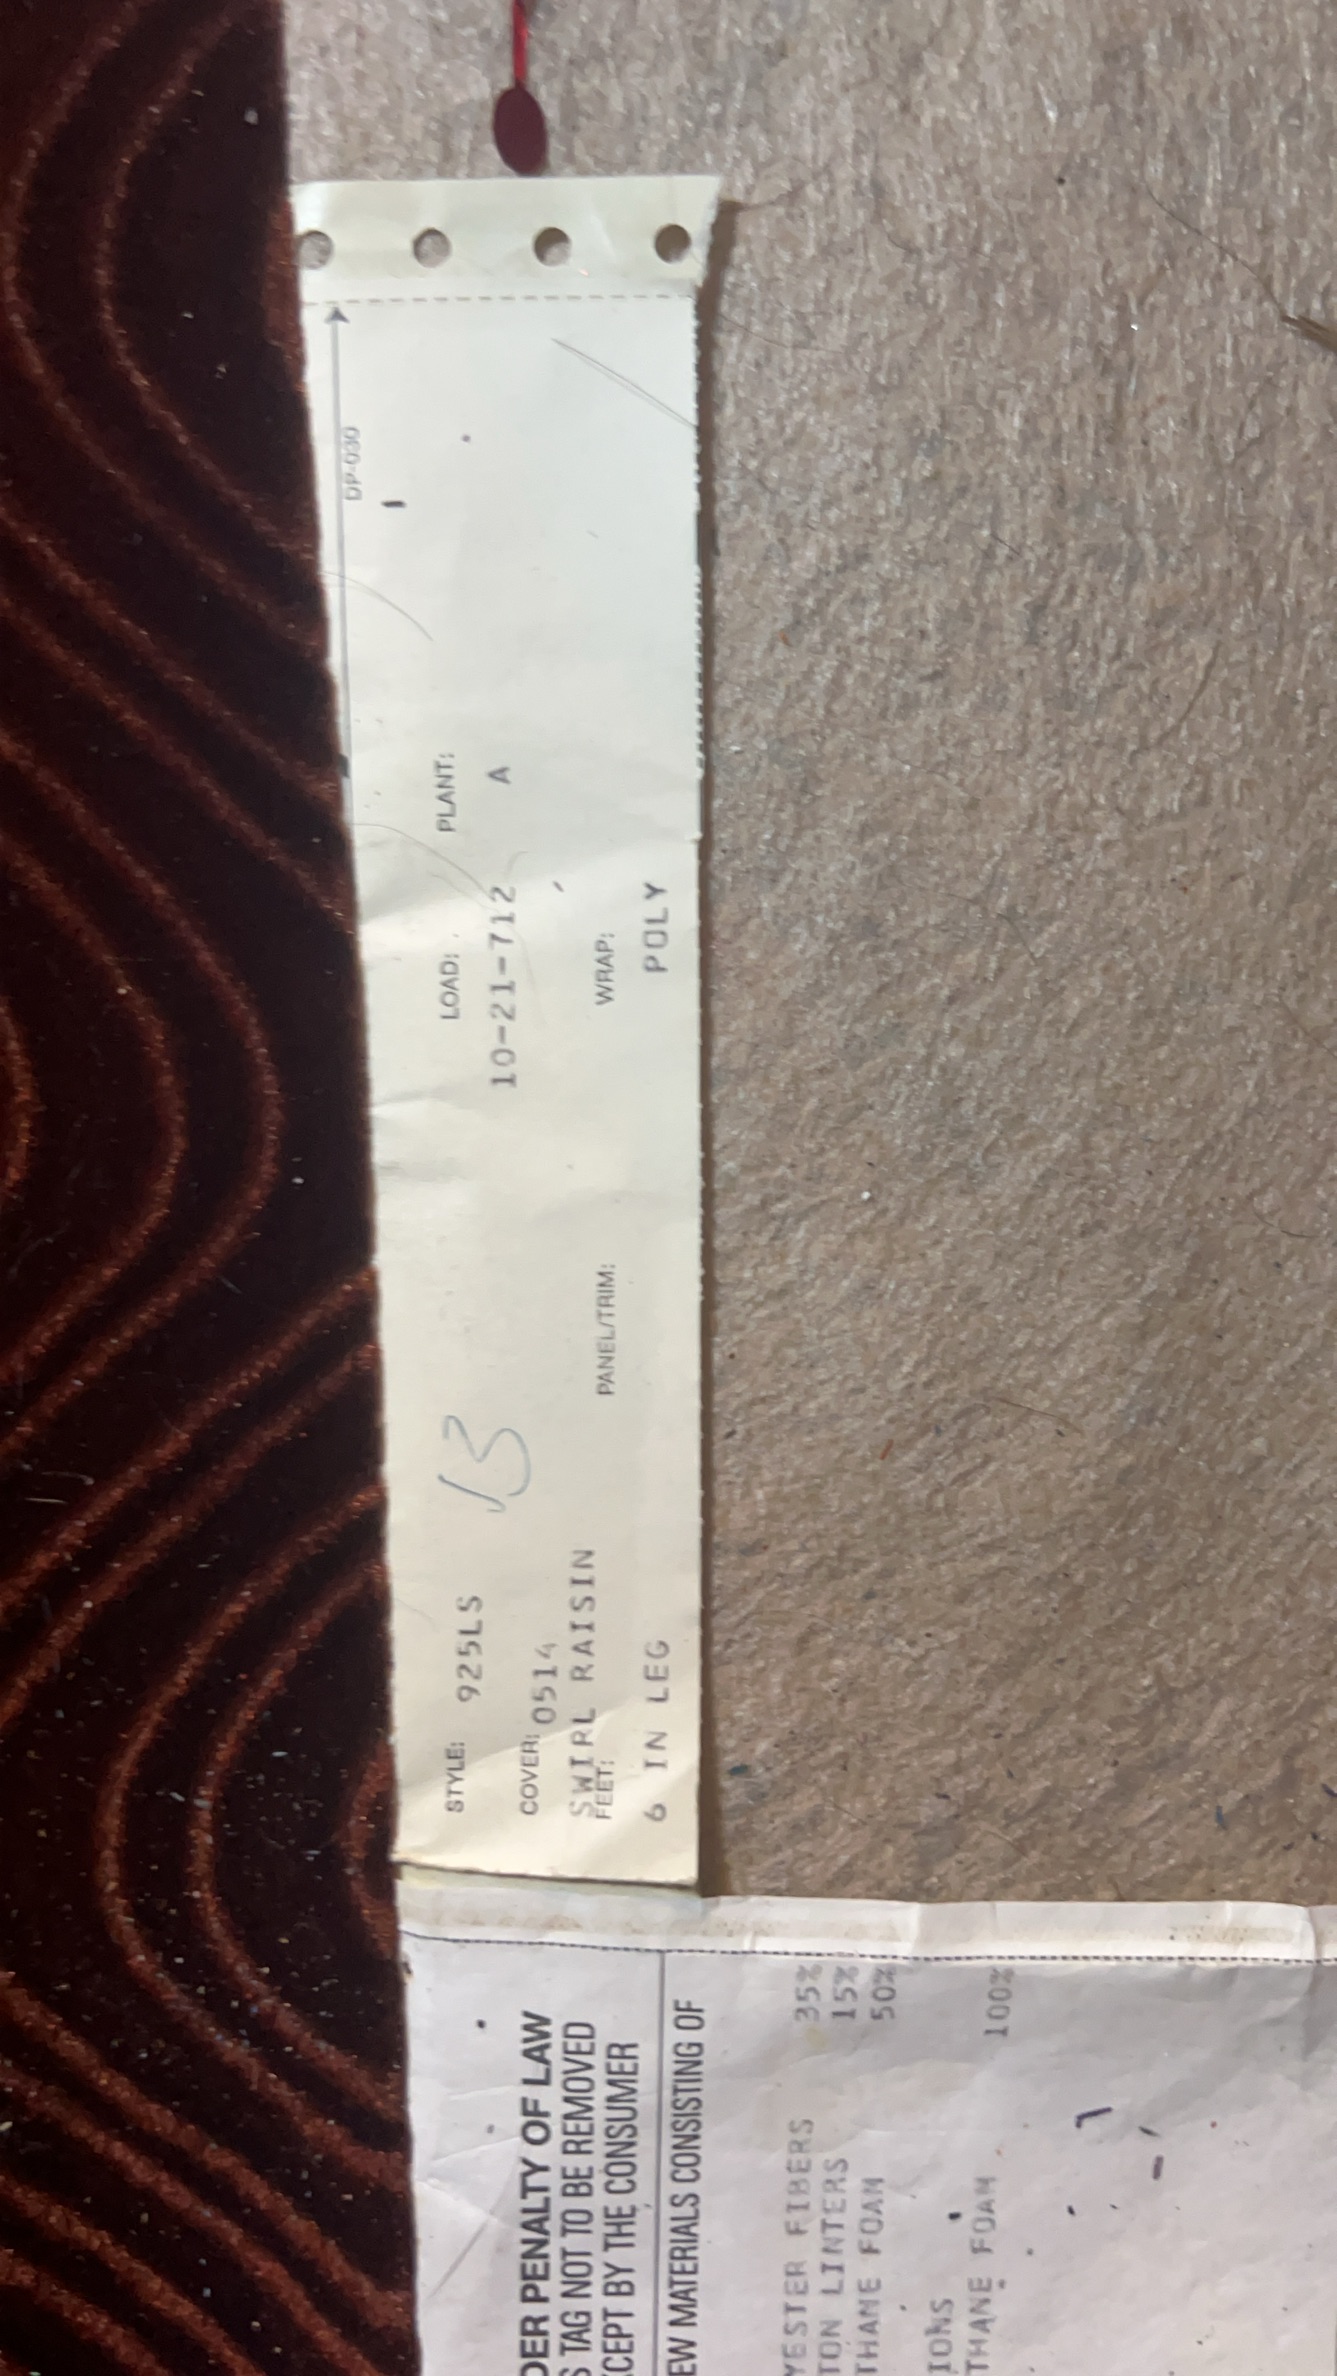 DP-030
LOAD: PLANT:
STYLE: 925LS 13 10-21-712 A
COVER: 0514
SWIRL RAISIN
FEET: PANEL/TRIM: WRAP:
6 IN LEG POLY
DER PENALTY OF LAW
S TAG NOT TO BE REMOVED
CEPT BY THE CONSUMER
EW MATERIALS CONSISTING OF
YESTER FIBERS 35%
TON LINTERS 15%
THANE FOAM 50%
IONS
THANE FOAM 100%